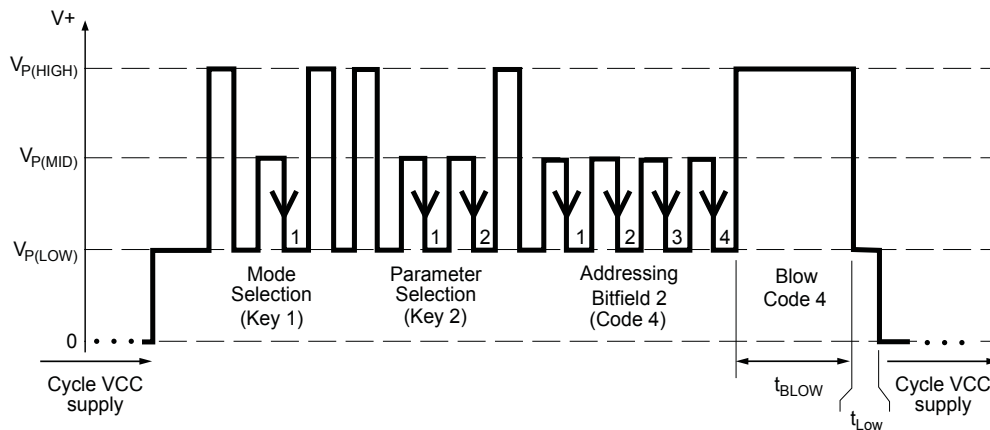 V+
VP(HIGH)
VP(MID)
VP(LOW)
0
1
1
2
1
2
3
4
Mode
Selection
(Key 1)
Parameter
Selection
(Key 2)
Addressing
Bitfield 2
(Code 4)
Blow
Code 4
Cycle VCC
supply
tBLOW
tLow
Cycle VCC
supply